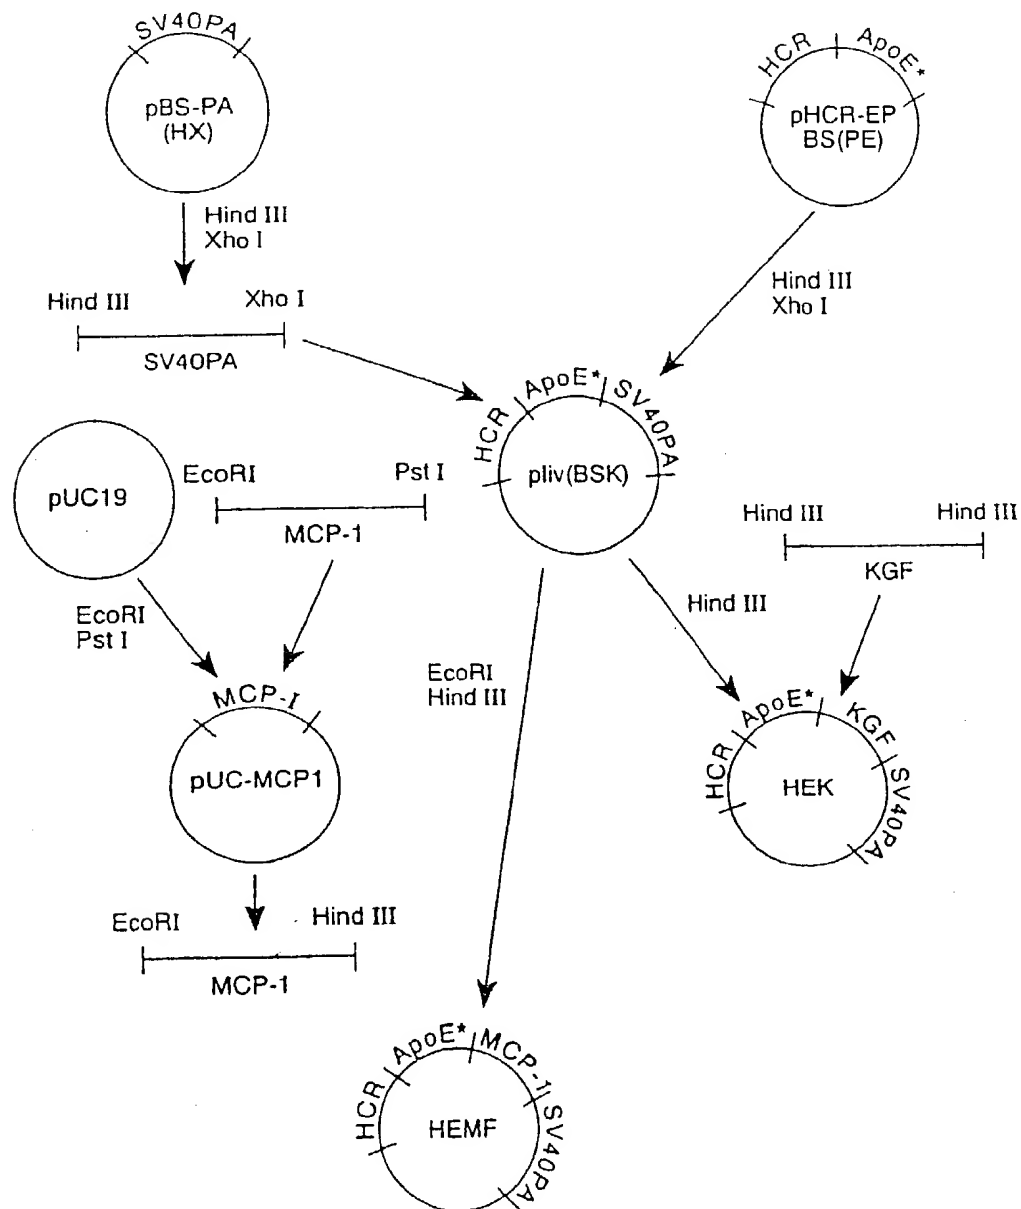 SV40PA
pBS-PA
(HX)
HCR
ApoE*
pHCR-EP
BS(PE)
Hind III
Xho I
Hind III
Xho I
Hind III
Xho I
SV40PA
HCR
ApoE*
SV40PA
pliv(BSK)
pUC19
EcoRI
Pst I
MCP-1
Hind III
Hind III
KGF
EcoRI
Pst I
Hind III
EcoRI
Hind III
MCP-I
pUC-MCP1
HCR
ApoE*
KGF
SV40PA
HEK
EcoRI
Hind III
MCP-1
HCR
ApoE*
MCP-1
SV40PA
HEMF